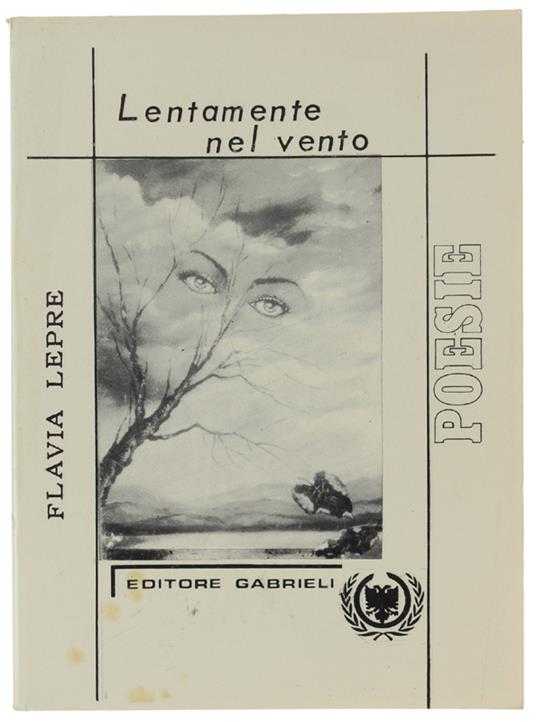 Lentamente
nel vento
FLAVIA LEPRE
POESIE
EDITORE GABRIELI